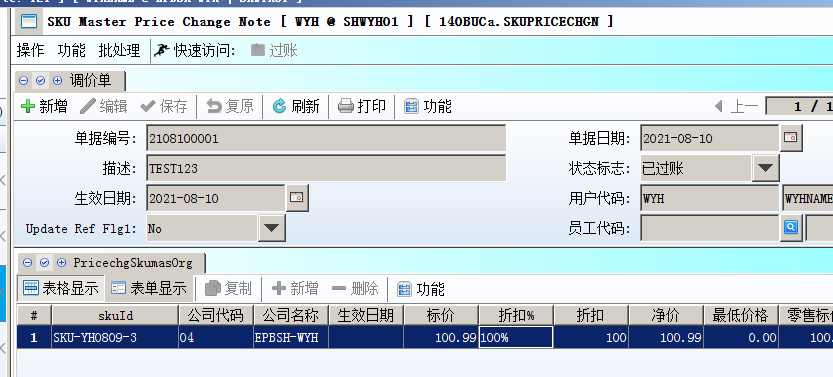 SKU Master Price Change Note [ WYH @ SHWYH01 ] [ 14OBUCa.SKUPRICECHGN ]
操作 功能 批处理 快速访问: 过账
调价单
新增 编辑 保存 复原 刷新 打印 功能 上一 1 / 1
单据编号: 2108100001 单据日期: 2021-08-10
描述: TEST123 状态标志: 已过账
生效日期: 2021-08-10 用户代码: WYH WYHNAME
Update Ref Flg1: No 员工代码:
PricechgSkumasOrg
表格显示 表单显示 复制 新增 删除 功能
# skuId 公司代码 公司名称 生效日期 标价 折扣% 折扣 净价 最低价格 零售标价
1 SKU-YH0809-3 04 EPBSH-WYH 100.99 100% 100 100.99 0.00 100.